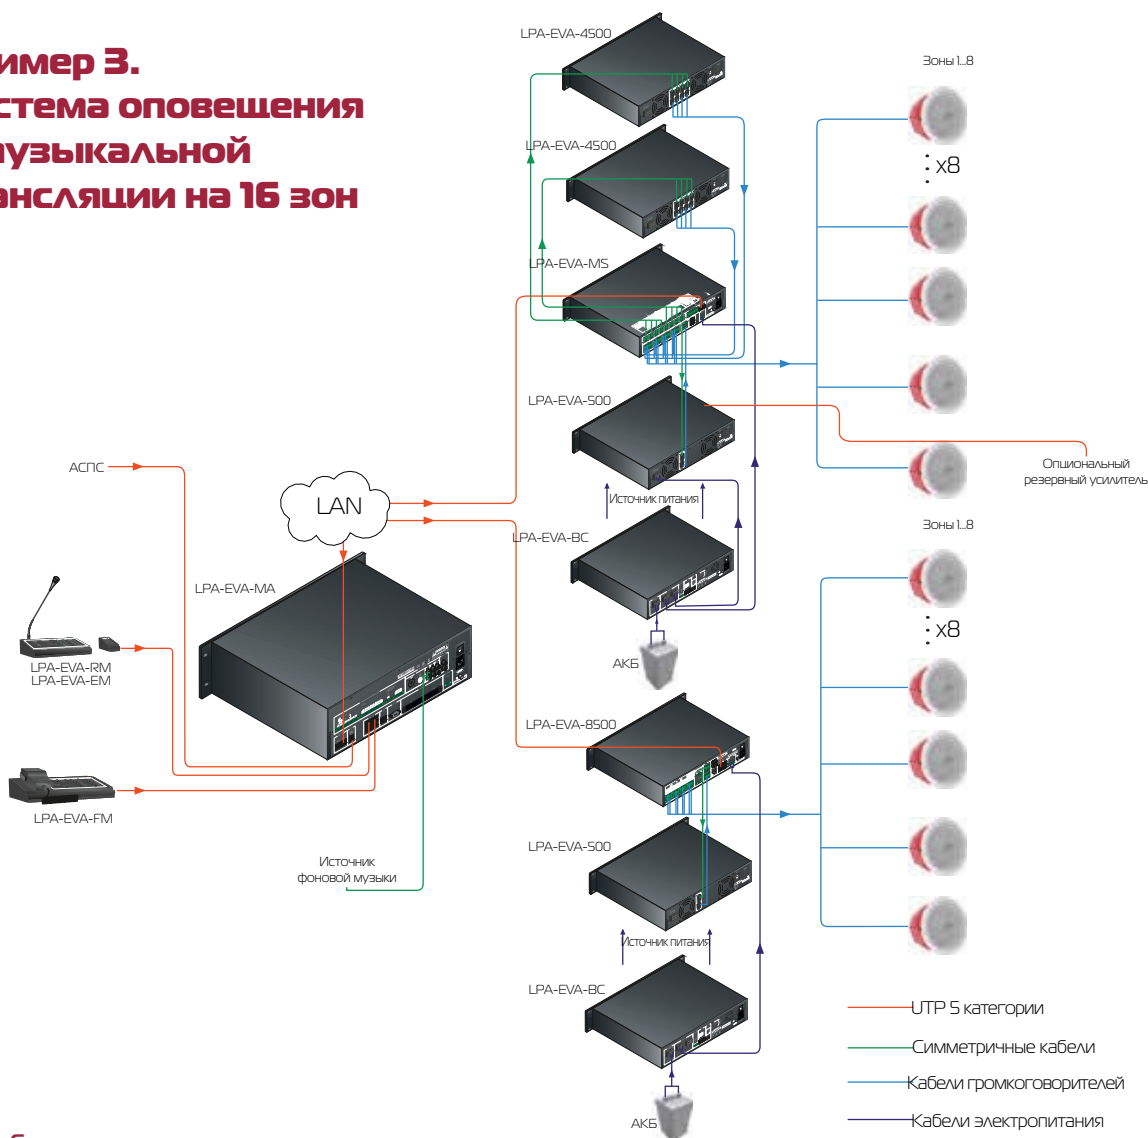 имер 3.
стема оповещения
узыкальной
ансляции на 16 зон
LPA-EVA-4500
Зоны 1...8
LPA-EVA-4500
x8
LPA-EVA-MS
LPA-EVA-500
АСПС
Опциональный
резервный усилитель
LAN
Источник питания
Зоны 1...8
LPA-EVA-BC
LPA-EVA-MA
x8
LPA-EVA-RM
LPA-EVA-EM
АКБ
LPA-EVA-8500
LPA-EVA-FM
LPA-EVA-500
Источник
фоновой музыки
Источник питания
LPA-EVA-BC
UTP 5 категории
Симметричные кабели
Кабели громкоговорителей
АКБ
Кабели электропитания